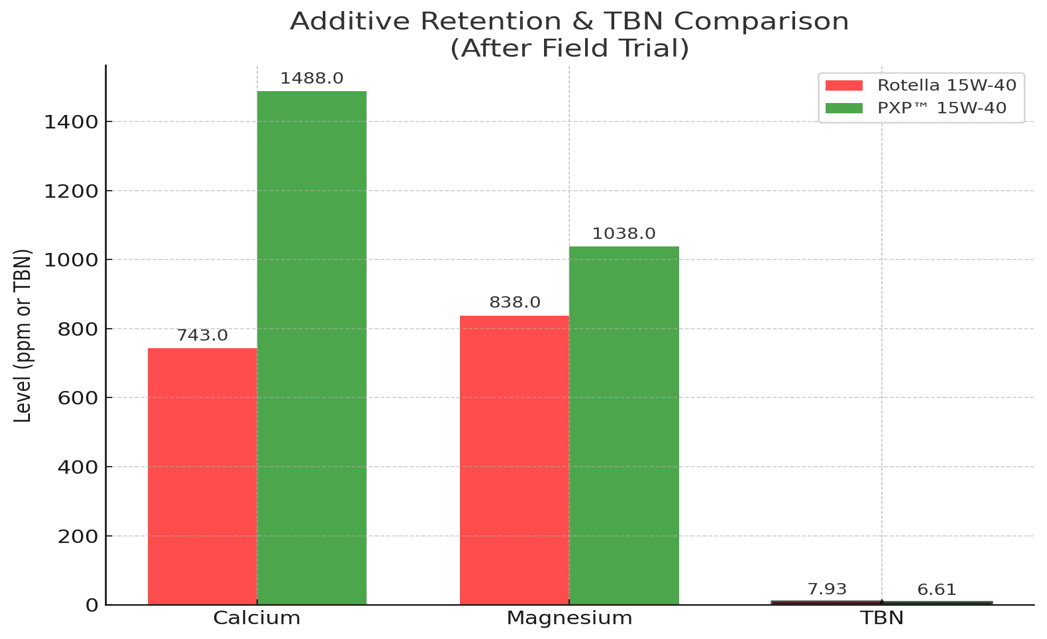 Additive Retention & TBN Comparison
(After Field Trial)
Rotella 15W-40
PXP™ 15W-40
Level (ppm or TBN)
1400
1200
1000
800
600
400
200
0
743.0
1488.0
838.0
1038.0
7.93
6.61
Calcium
Magnesium
TBN